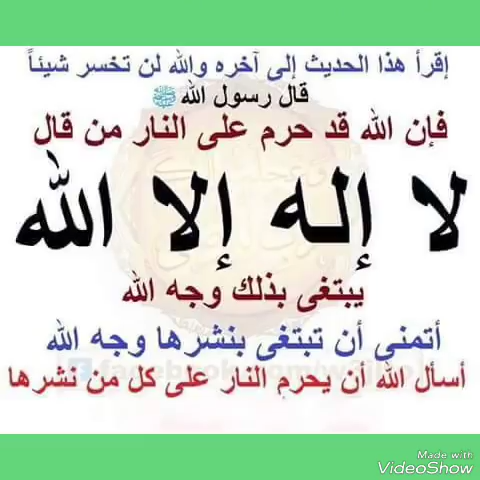 إقرأ هذا الحديث إلى آخره والله لن تخسر شيئاً
قال رسول الله ﷺ
فإن الله قد حرم على النار من قال
لا إله إلا الله
يبتغى بذلك وجه الله
أتمنى أن تبتغى بنشرها وجه الله
أسأل الله أن يحرم النار على كل من نشرها
Made with
VideoShow